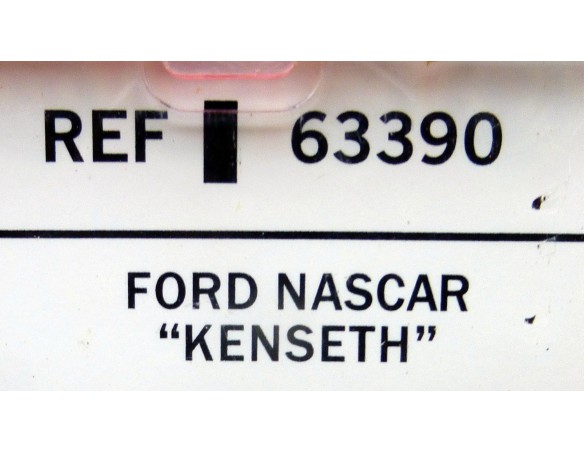 REF 63390
FORD NASCAR
“KENSETH”